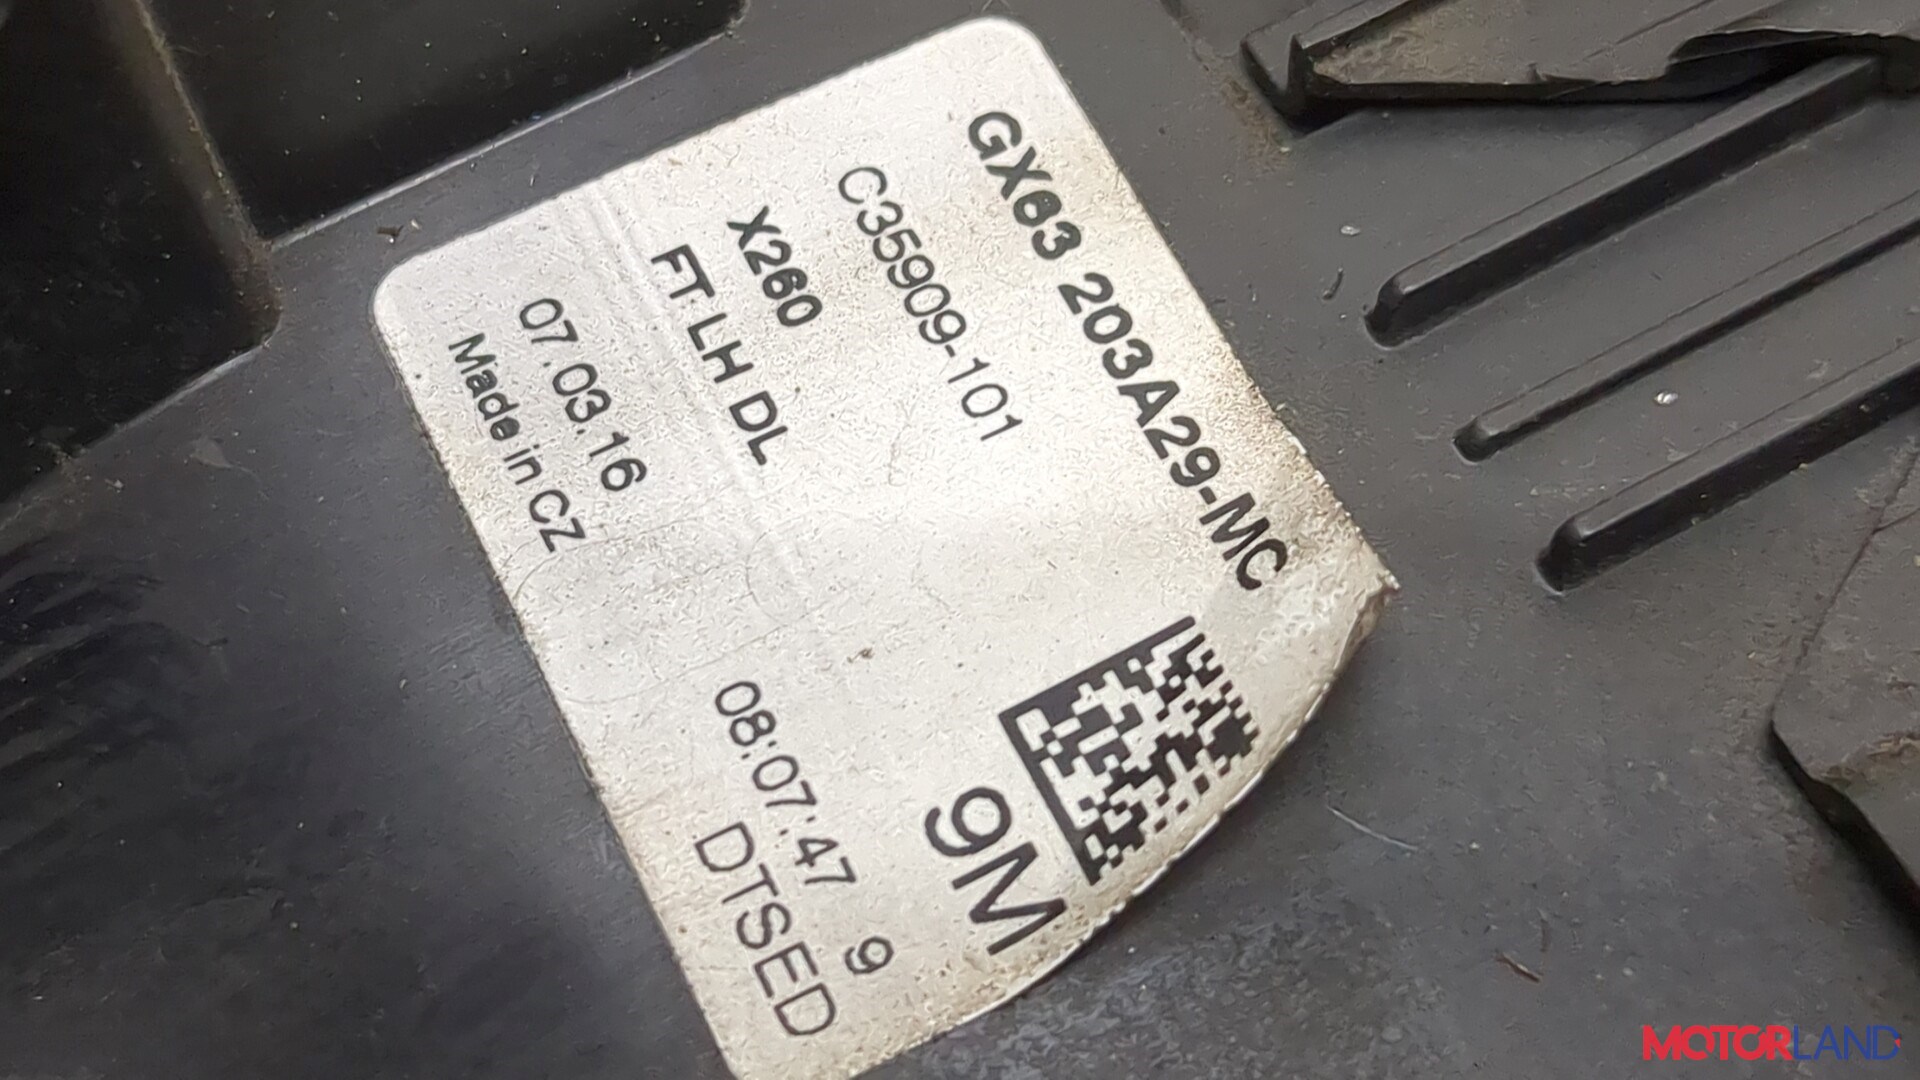 GX63 203A29-MC
C35909-101
9M
X260
FT LH DL
07.03.16
08:07:47 9
Made in CZ
DTSED
MOTORLAND